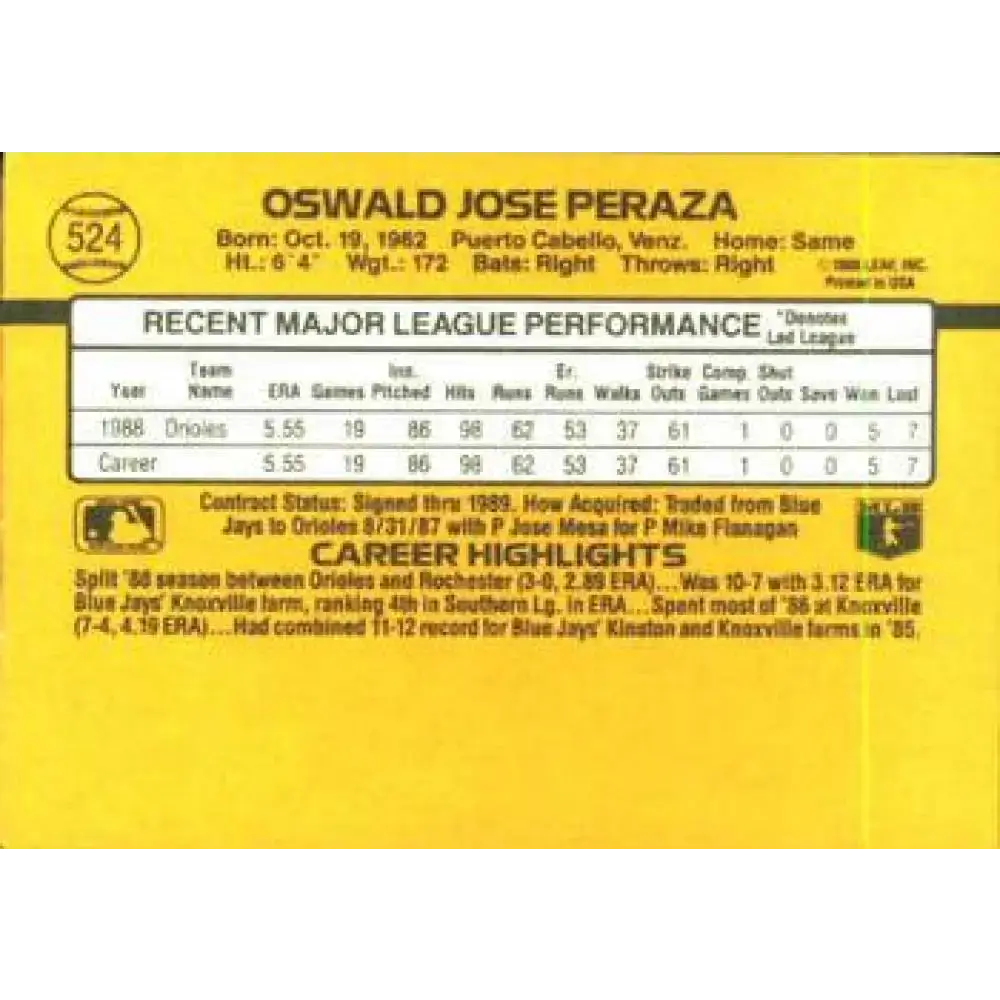 524
OSWALD JOSE PERAZA
Born: Oct. 19, 1962 Puerto Cabello, Venz. Home: Same
Ht.: 6'4" Wgt.: 172 Bats: Right Throws: Right
LEAF, INC.
Printed in USA
RECENT MAJOR LEAGUE PERFORMANCE *Denotes Led League
Year Team Name ERA Games Inn. Pitched Hits Runs Er. Runs Walks Strike Outs Comp. Games Shut Outs Save Won Lost
1988 Orioles 5.55 19 86 98 62 53 37 61 1 0 0 5 7
Career 5.55 19 86 98 62 53 37 61 1 0 0 5 7
Contract Status: Signed thru 1989. How Acquired: Traded from Blue
Jays to Orioles 8/31/87 with P Jose Mesa for P Mike Flanagan
CAREER HIGHLIGHTS
Split '88 season between Orioles and Rochester (3-0, 2.89 ERA)...Was 10-7 with 3.12 ERA for
Blue Jays' Knoxville farm, ranking 4th in Southern Lg. in ERA...Spent most of '86 at Knoxville
(7-4, 4.19 ERA)...Had combined 11-12 record for Blue Jays' Kinston and Knoxville farms in '85.